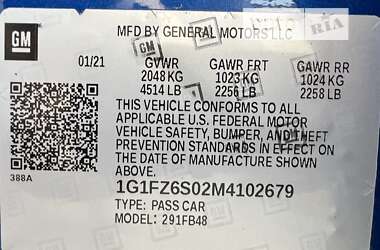 GM
MFD BY GENERAL MOTORS LLC
RIA
01/21
GVWR GAWR FRT GAWR RR
2048 KG 1023 KG 1024 KG
4514 LB 2256 LB 2258 LB
THIS VEHICLE CONFORMS TO ALL
APPLICABLE U.S. FEDERAL MOTOR
VEHICLE SAFETY, BUMPER, AND THEFT
PREVENTION STANDARDS IN EFFECT ON
THE DATE OF MANUFACTURE SHOWN
ABOVE.
388A
1G1FZ6S02M4102679
TYPE: PASS CAR
MODEL: 291FB48